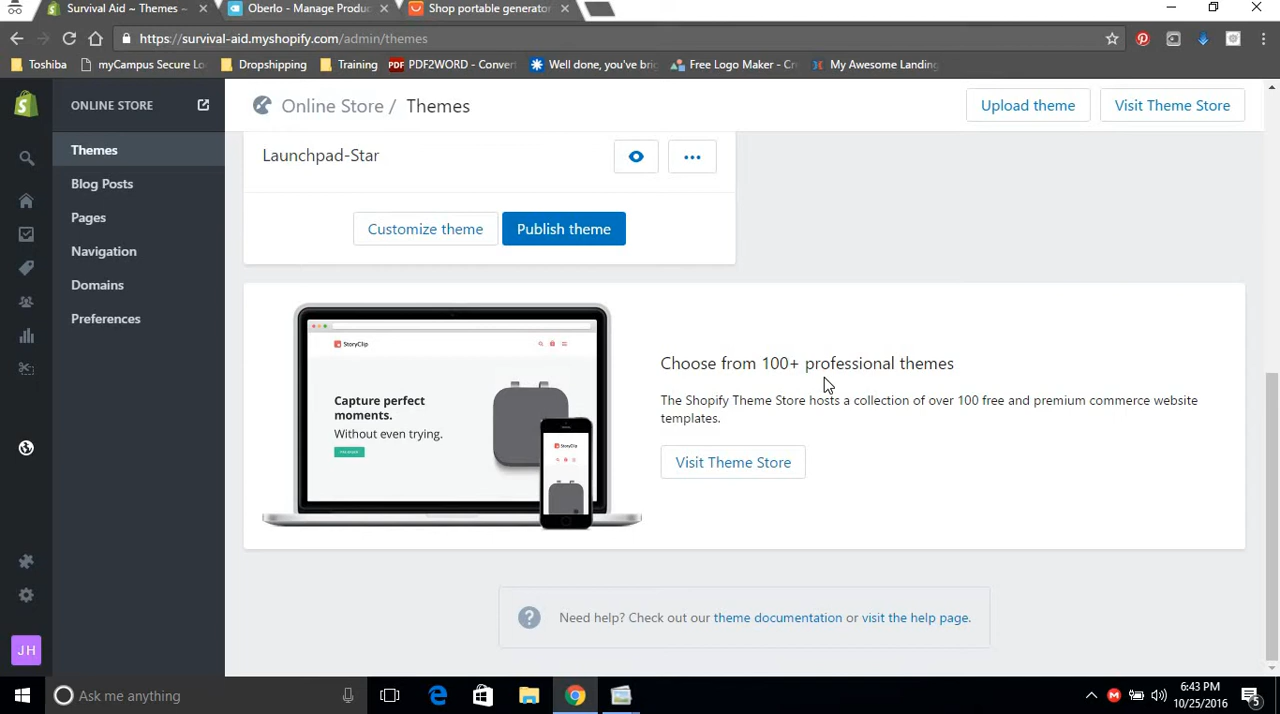 Survival Aid ~ Themes ~
Oberlo - Manage Produc
Shop portable generator
https://survival-aid.myshopify.com/admin/themes
Toshiba
myCampus Secure Lo
Dropshipping
Training
PDF PDF2WORD - Convert
Well done, you've brig
Free Logo Maker - Cr
My Awesome Landing
ONLINE STORE
Online Store / Themes
Upload theme
Visit Theme Store
Themes
Blog Posts
Pages
Navigation
Domains
Preferences
JH
Launchpad-Star
Customize theme
Publish theme
StoryClip
Capture perfect
moments.
Without even trying.
StoryClip
Choose from 100+ professional themes
The Shopify Theme Store hosts a collection of over 100 free and premium commerce website
templates.
Visit Theme Store
Need help? Check out our theme documentation or visit the help page.
Ask me anything
6:43 PM
10/25/2016
5